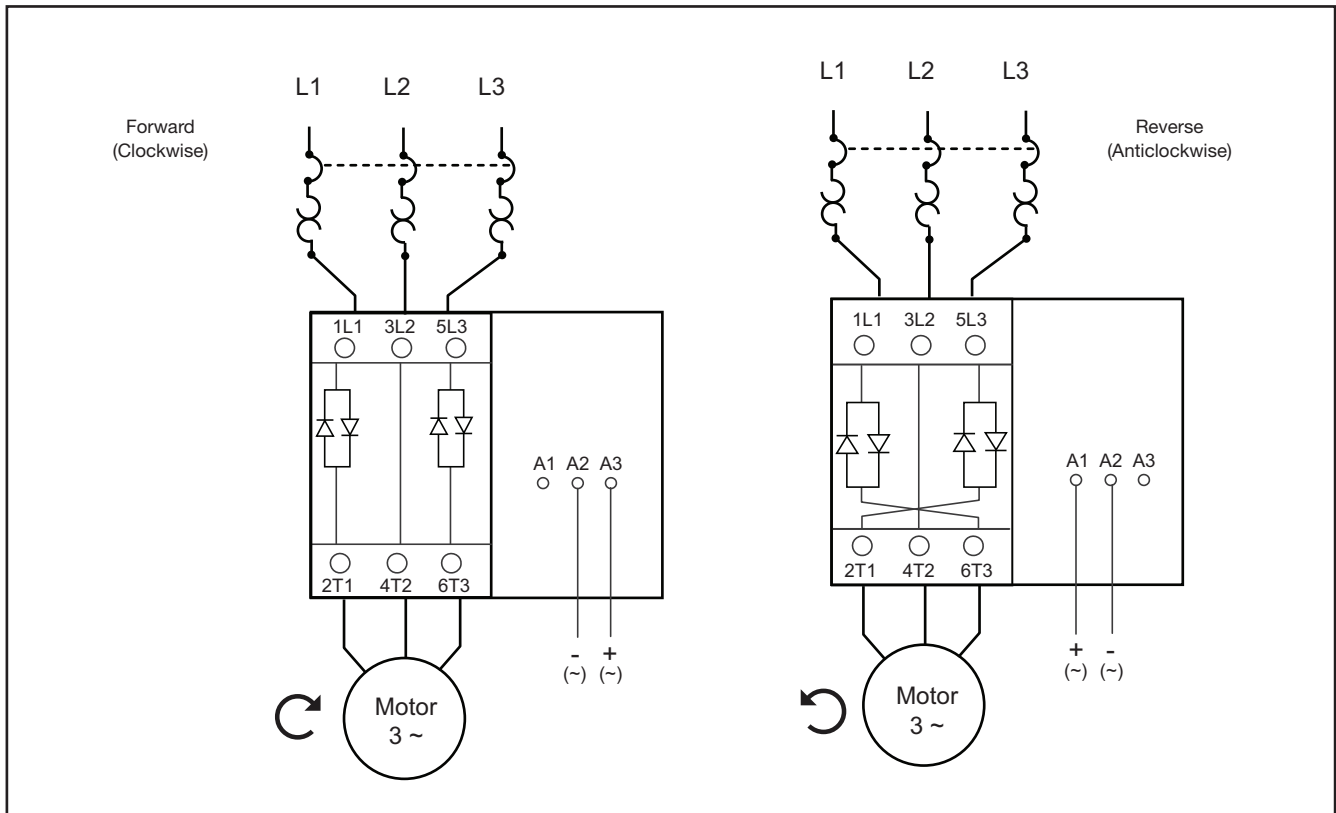 L1 L2 L3
Forward
(Clockwise)
1L1 3L2 5L3
A1 A2 A3
2T1 4T2 6T3
- +
(~) (~)
Motor
3 ~
L1 L2 L3
Reverse
(Anticlockwise)
1L1 3L2 5L3
A1 A2 A3
2T1 4T2 6T3
+ -
(~) (~)
Motor
3 ~